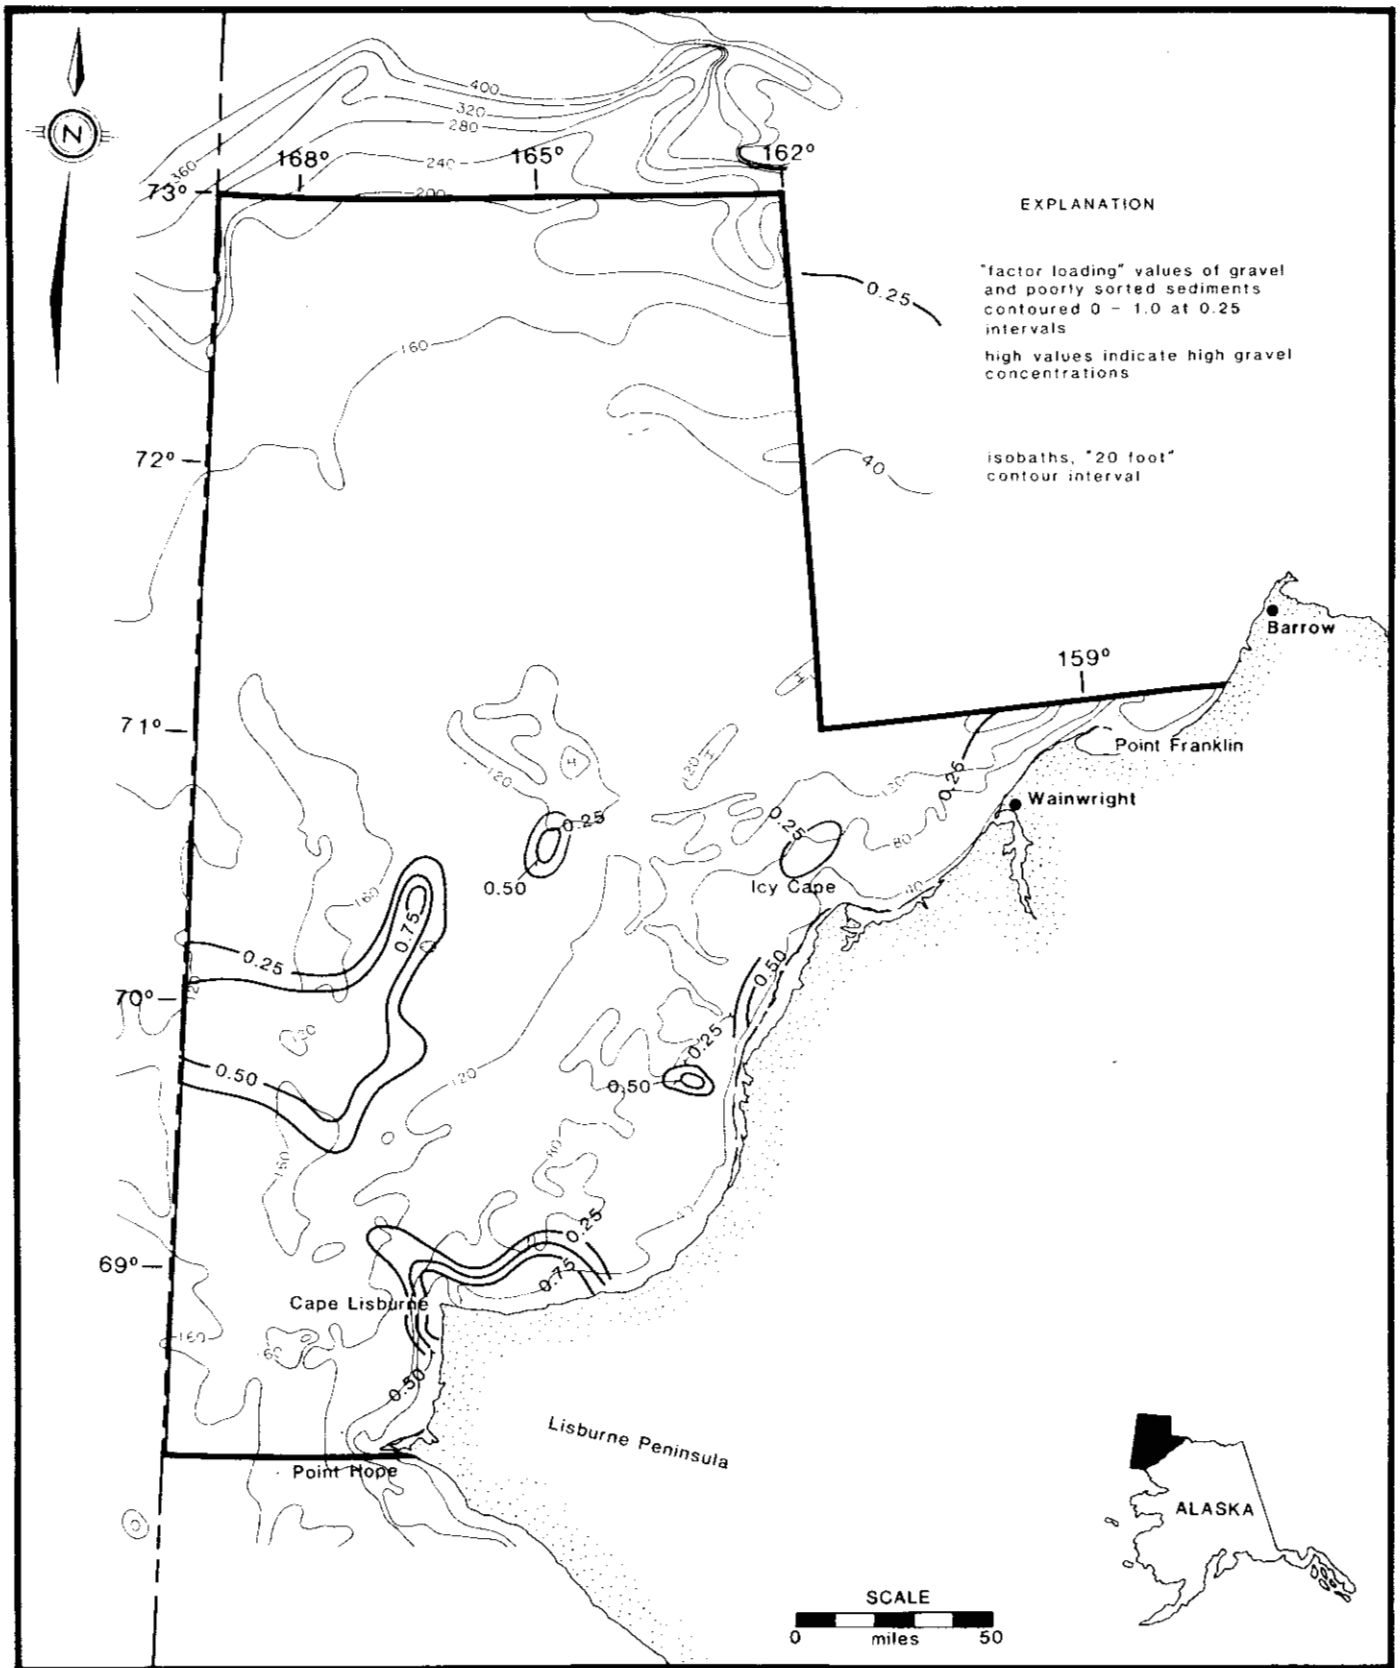 N
400
320
280
240
200
360
168°
165°
162°
73°
EXPLANATION
0.25
"factor loading" values of gravel
and poorly sorted sediments
contoured 0 - 1.0 at 0.25
intervals
high values indicate high gravel
concentrations
160
72°
40
isobaths, "20 foot"
contour interval
Barrow
159°
71°
H
Point Franklin
H
120
120
H
0.25
Wainwright
0.25
0.25
80
0.50
Icy Cape
160
0.75
0.25
0.50
70°
120
0.25
0.50
120
0.50
80
160
40
0.25
69°
0.75
Cape Lisburne
160
0.50
Lisburne Peninsula
Point Hope
ALASKA
SCALE
0
miles
50